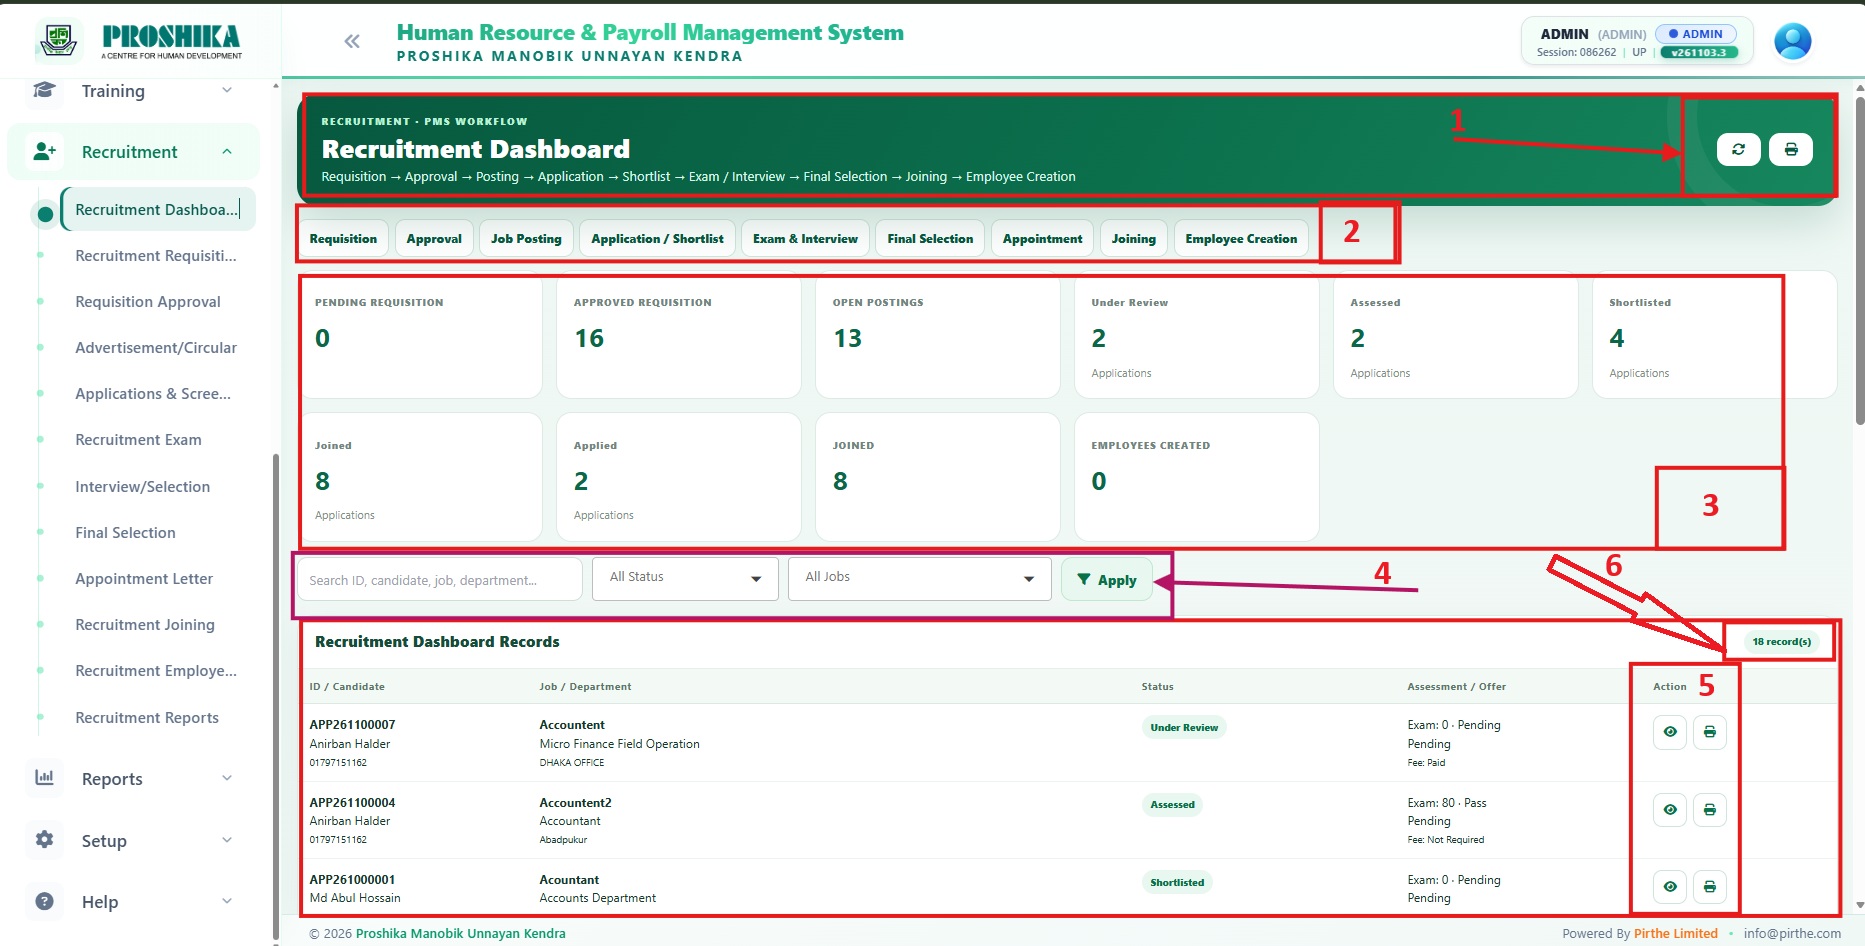 PROSHIKA
A CENTRE FOR HUMAN DEVELOPMENT
Human Resource & Payroll Management System
PROSHIKA MANOBIK UNNAYAN KENDRA
ADMIN (ADMIN) ADMIN
Session: 086262 | UP | v261103.3
Training
Recruitment
Recruitment Dashboa...
Recruitment Requisiti...
Requisition Approval
Advertisement/Circular
Applications & Scree...
Recruitment Exam
Interview/Selection
Final Selection
Appointment Letter
Recruitment Joining
Recruitment Employe...
Recruitment Reports
Reports
Setup
Help
RECRUITMENT · PMS WORKFLOW
Recruitment Dashboard
Requisition → Approval → Posting → Application → Shortlist → Exam / Interview → Final Selection → Joining → Employee Creation
1
Requisition Approval Job Posting Application / Shortlist Exam & Interview Final Selection Appointment Joining Employee Creation
2
PENDING REQUISITION
0
APPROVED REQUISITION
16
OPEN POSTINGS
13
Under Review
2
Applications
Assessed
2
Applications
Shortlisted
4
Applications
Joined
8
Applications
Applied
2
Applications
JOINED
8
EMPLOYEES CREATED
0
3
Search ID, candidate, job, department... All Status All Jobs Apply
4
6
Recruitment Dashboard Records 18 record(s)
ID / Candidate Job / Department Status Assessment / Offer Action
5
APP261100007 Accountent Under Review Exam: 0 · Pending
Anirban Halder Micro Finance Field Operation Pending
01797151162 DHAKA OFFICE Fee: Paid
APP261100004 Accountent2 Assessed Exam: 80 · Pass
Anirban Halder Accountant Pending
01797151162 Abadpukur Fee: Not Required
APP261000001 Acountant Shortlisted Exam: 0 · Pending
Md Abul Hossain Accounts Department Pending
© 2026 Proshika Manobik Unnayan Kendra
Powered By Pirthe Limited • info@pirthe.com